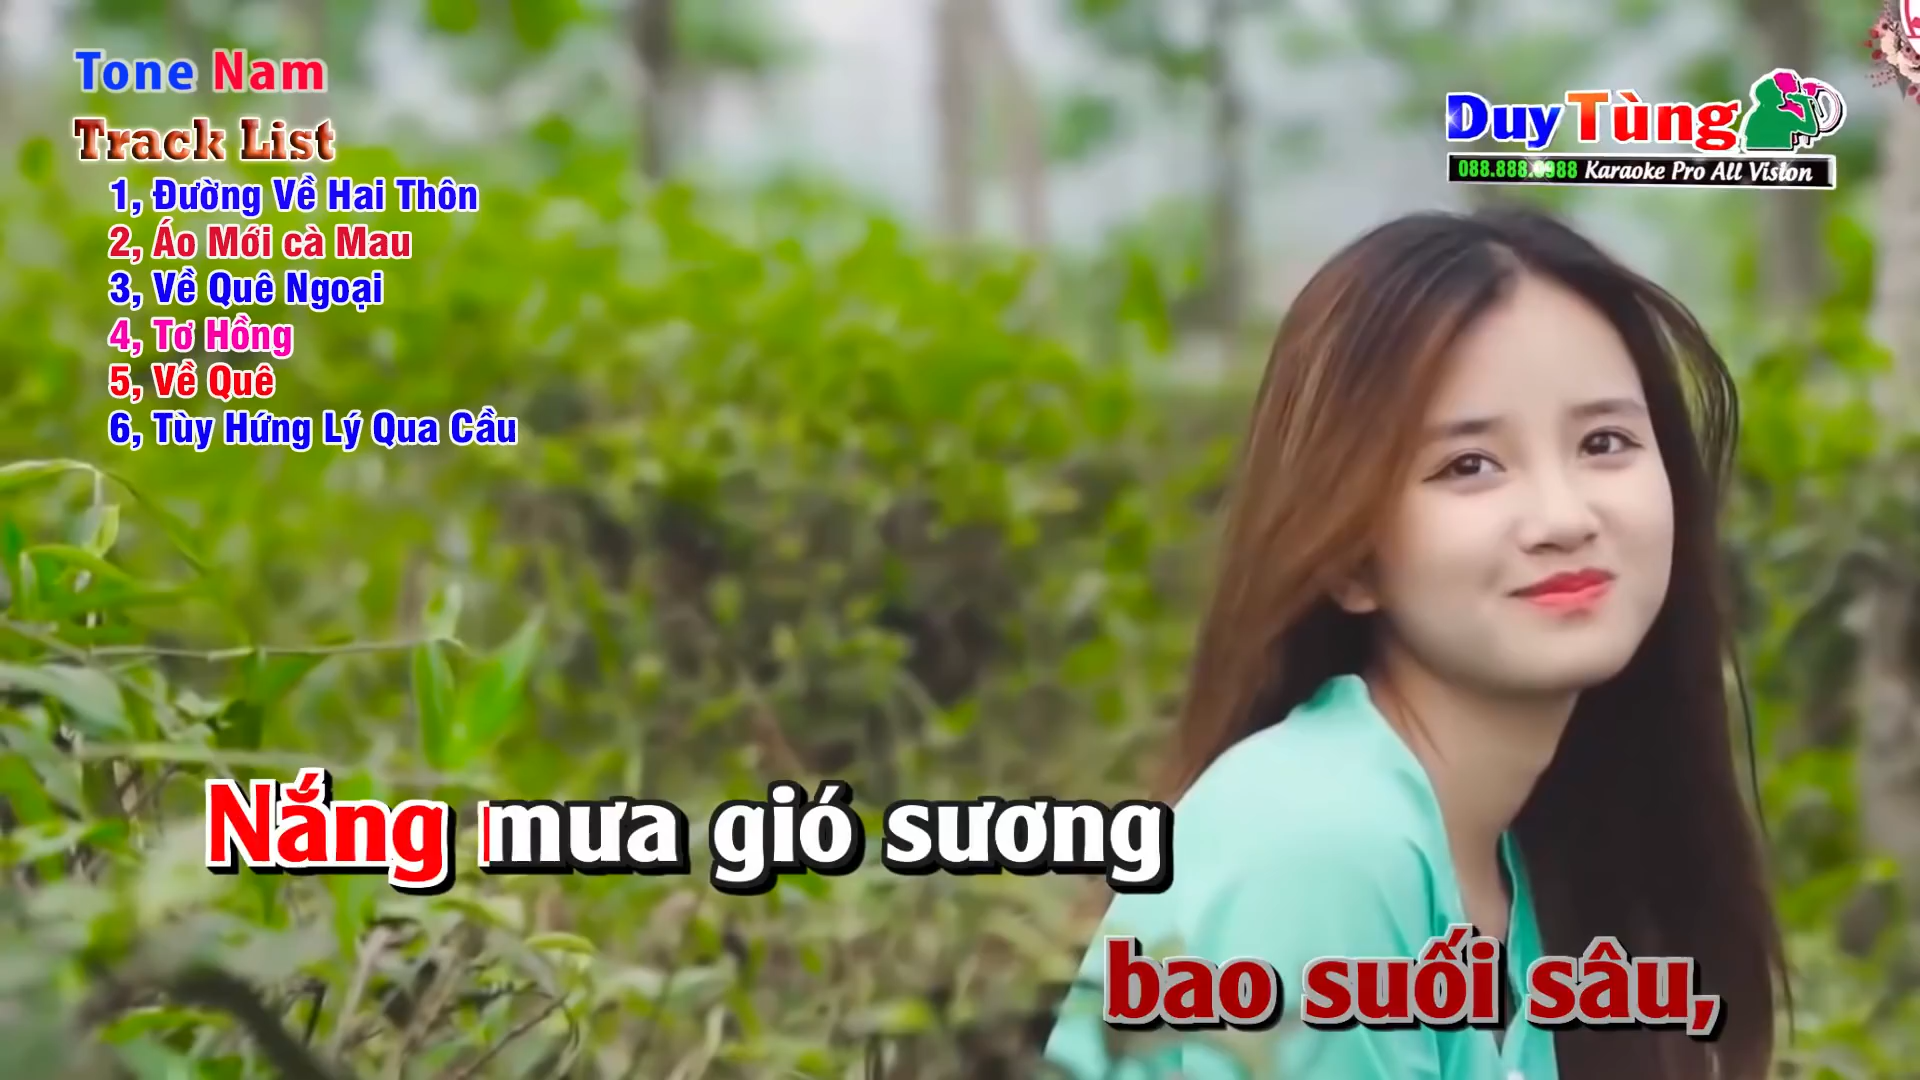 Tone Nam
Track List
1, Đường Về Hai Thôn
2, Áo Mới cà Mau
3, Về Quê Ngoại
4, Tơ Hồng
5, Về Quê
6, Tùy Hứng Lý Qua Cầu
Duy Tùng
Karaoke Pro All Vision
Nắng mưa gió sương
bao suối sâu,